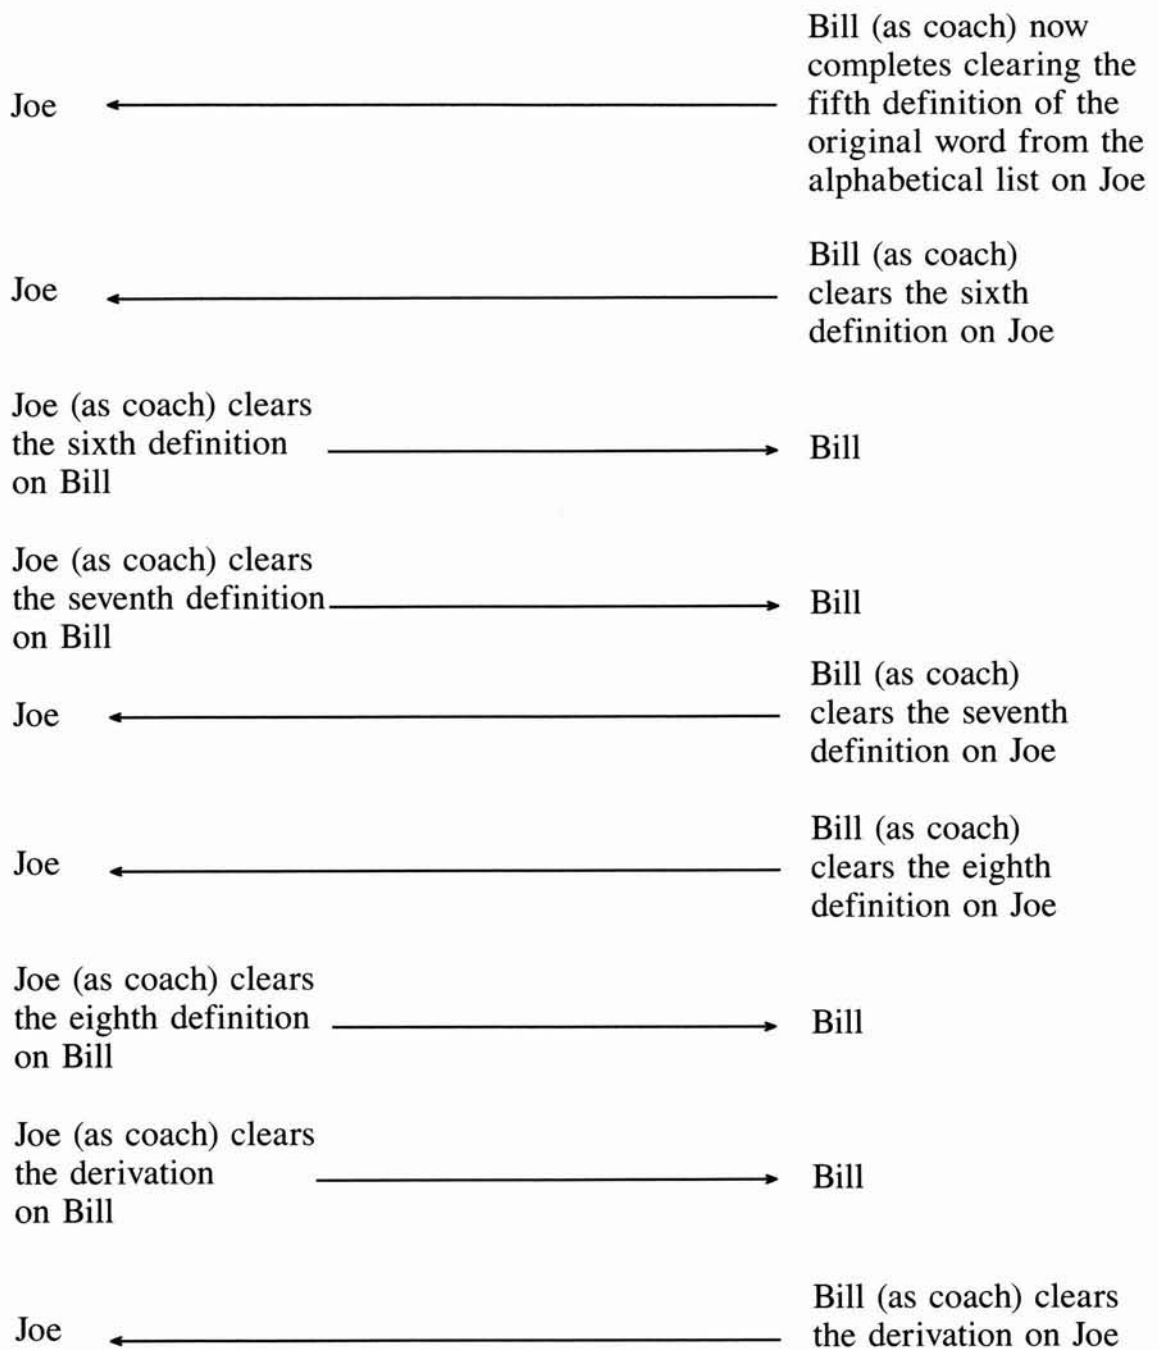 Bill (as coach) now
completes clearing the
Joe
fifth definition of the
original word from the
alphabetical list on Joe
Bill (as coach)
Joe
clears the sixth
definition on Joe
Joe (as coach) clears
the sixth definition
on Bill
Bill
Joe (as coach) clears
the seventh definition
on Bill
Bill
Joe
Bill (as coach)
clears the seventh
definition on Joe
Joe
Bill (as coach)
clears the eighth
definition on Joe
Joe (as coach) clears
the eighth definition
on Bill
Bill
Joe (as coach) clears
the derivation
on Bill
Bill
Joe
Bill (as coach) clears
the derivation on Joe